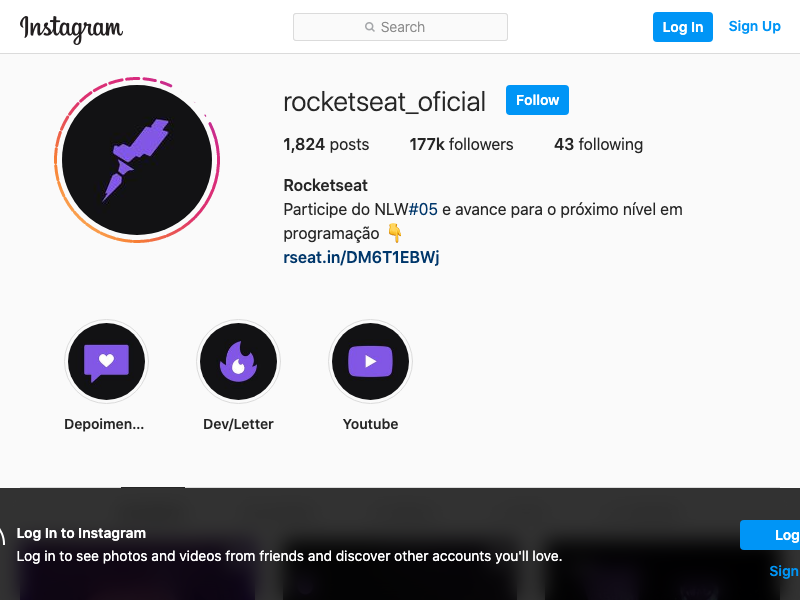 Instagram
Search
Log In
Sign Up
rocketseat_oficial
Follow
1,824 posts
177k followers
43 following
Rocketseat
Participe do NLW#05 e avance para o próximo nível em
programação 👇
rseat.in/DM6T1EBWj
Depoimen...
Dev/Letter
Youtube
Log In to Instagram
Log in to see photos and videos from friends and discover other accounts you'll love.
Log
Sign